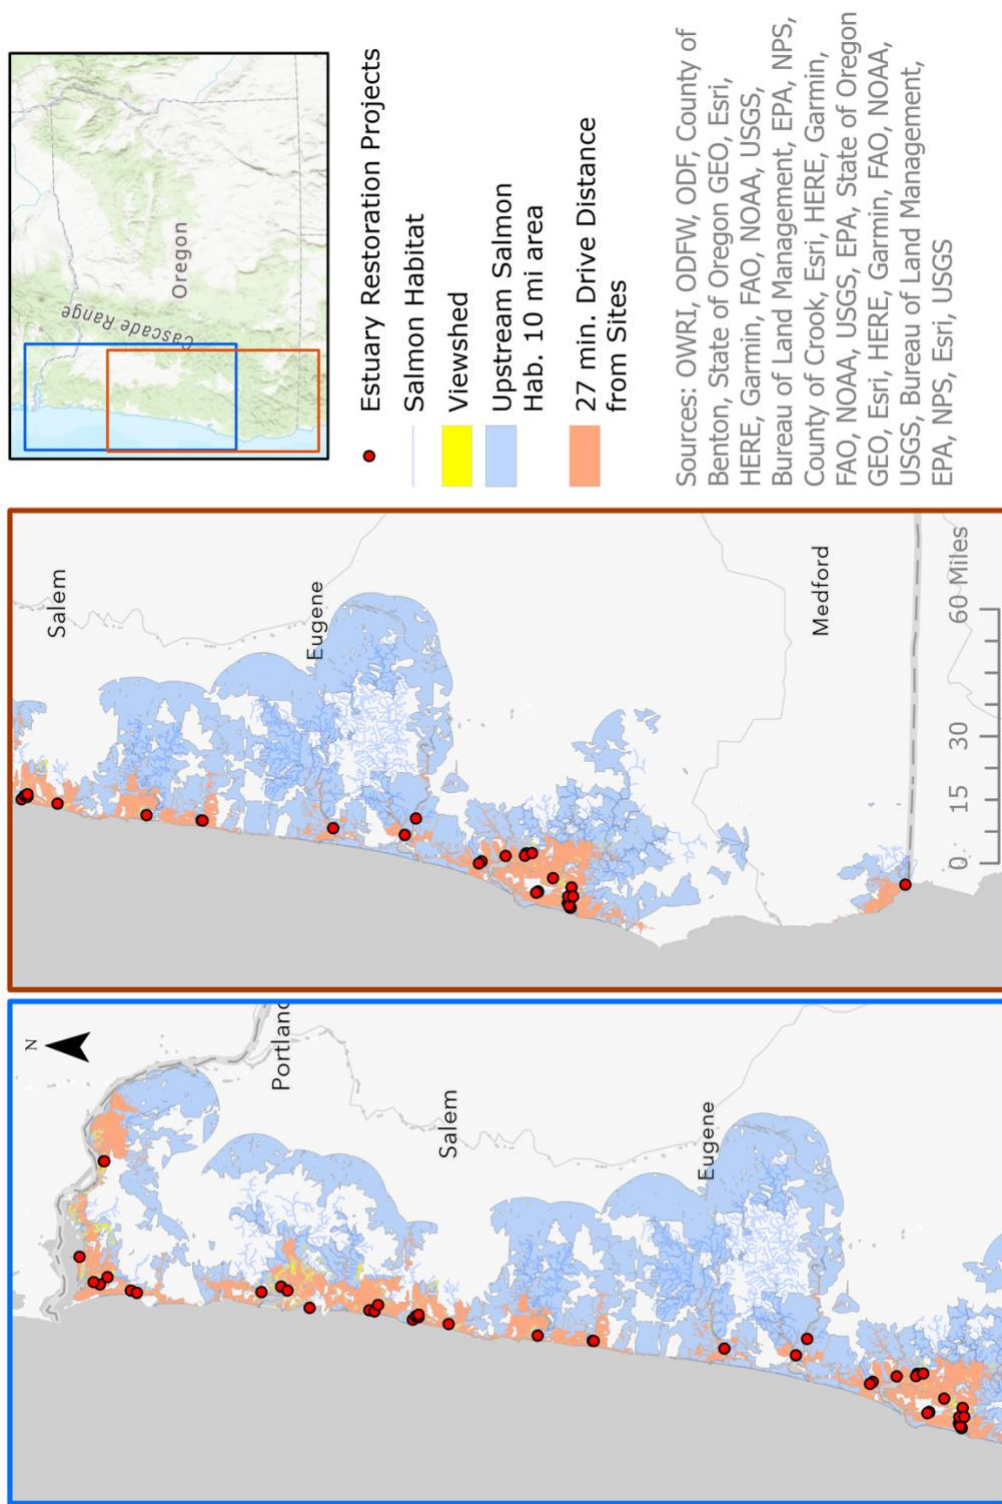 N
Portlanc
Salem
Eugene
Salem
Eugene
Medford
0 15 30 60 Miles
Cascade Range
Oregon
Estuary Restoration Projects
Salmon Habitat
Viewshed
Upstream Salmon
Hab. 10 mi area
27 min. Drive Distance
from Sites
Sources: OWRI, ODFW, ODF, County of
Benton, State of Oregon GEO, Esri,
HERE, Garmin, FAO, NOAA, USGS,
Bureau of Land Management, EPA, NPS,
County of Crook, Esri, HERE, Garmin,
FAO, NOAA, USGS, EPA, State of Oregon
GEO, Esri, HERE, Garmin, FAO, NOAA,
USGS, Bureau of Land Management,
EPA, NPS, Esri, USGS